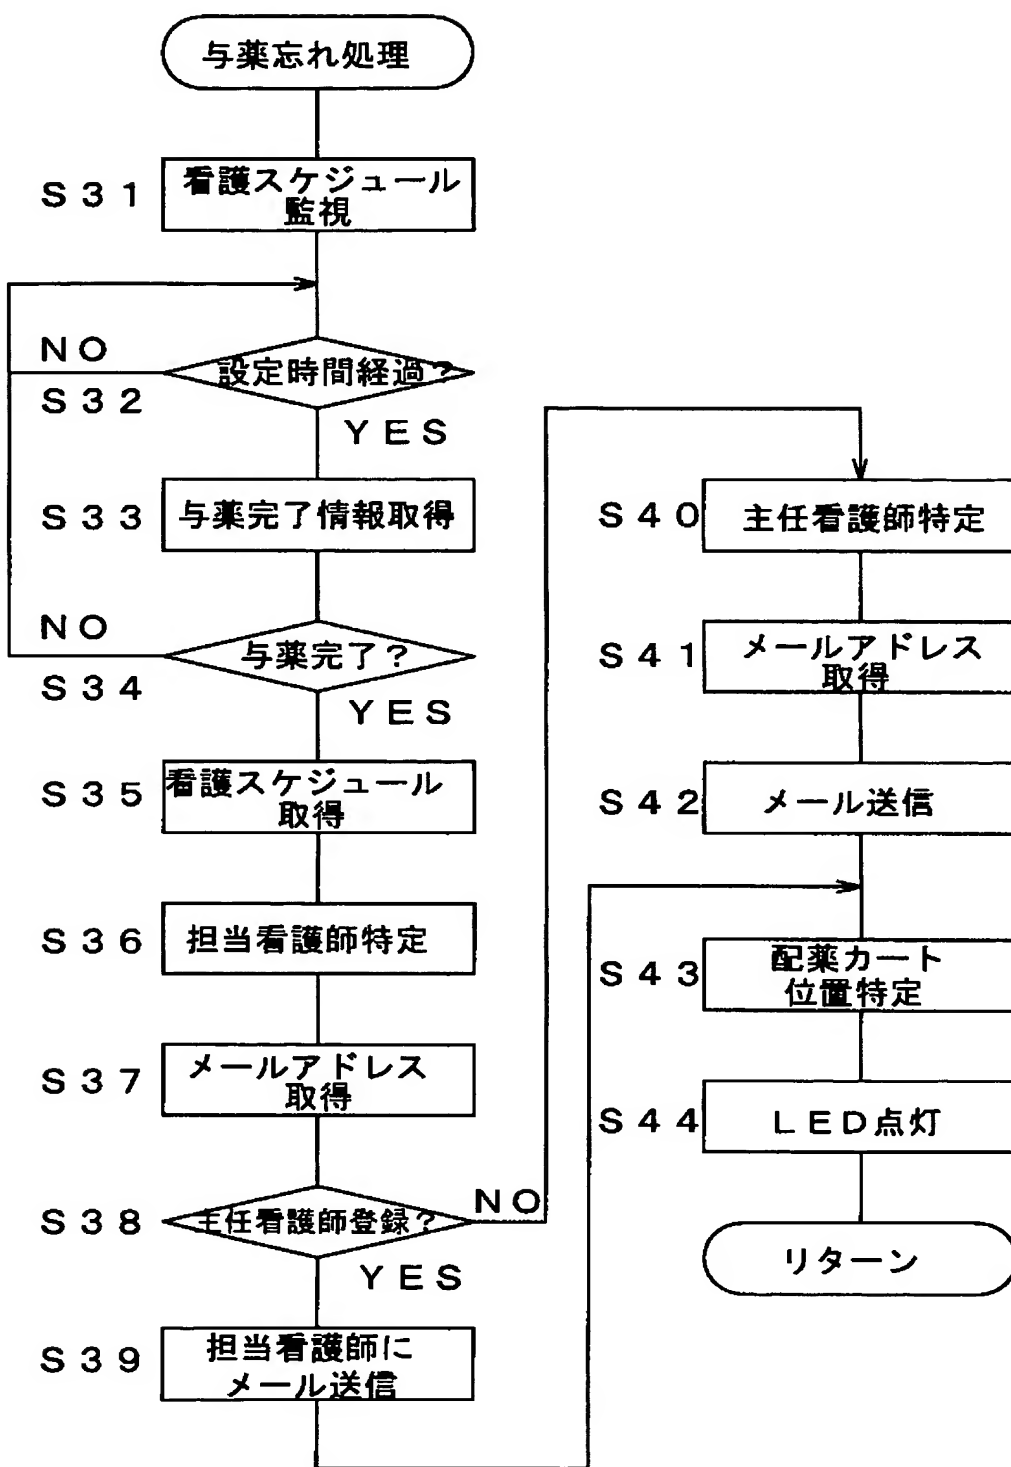 与薬忘れ処理
S31
看護スケジュール
監視
NO
設定時間経過？
S32
YES
S33
与薬完了情報取得
NO
与薬完了？
S34
YES
S35
看護スケジュール
取得
S36
担当看護師特定
S37
メールアドレス
取得
NO
S38
主任看護師登録？
YES
S39
担当看護師に
メール送信
S40
主任看護師特定
S41
メールアドレス
取得
S42
メール送信
S43
配薬カート
位置特定
S44
LED点灯
リターン